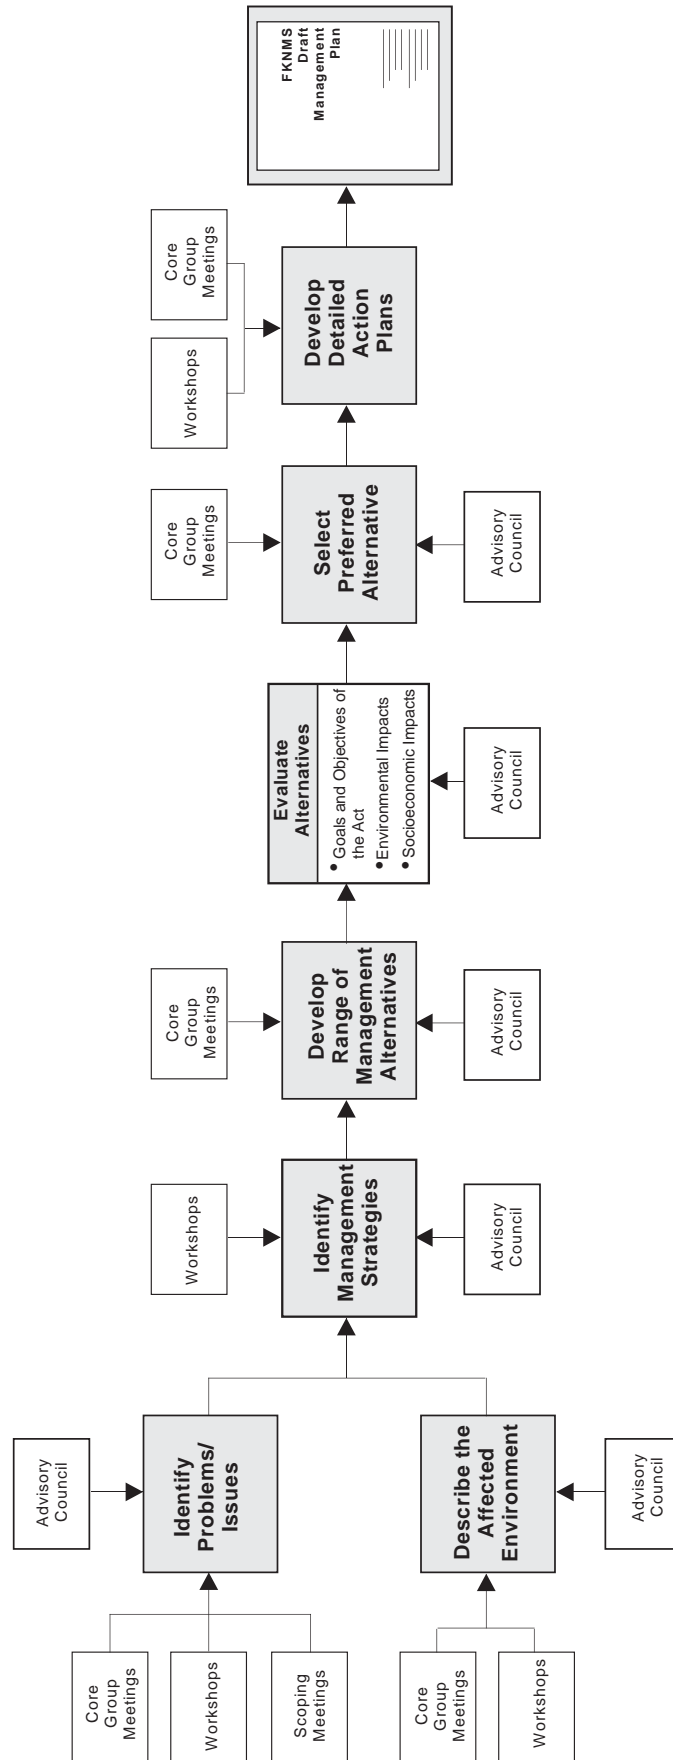 Core
Group
Meetings
Workshops
Scoping
Meetings
Advisory
Council
Identify
Problems/
Issues
Core
Group
Meetings
Workshops
Describe the
Affected
Environment
Advisory
Council
Workshops
Identify
Management
Strategies
Advisory
Council
Core
Group
Meetings
Develop
Range of
Management
Alternatives
Advisory
Council
Evaluate
Alternatives
• Goals and Objectives of
the Act
• Environmental Impacts
• Socioeconomic Impacts
Advisory
Council
Core
Group
Meetings
Select
Preferred
Alternative
Advisory
Council
Workshops
Core
Group
Meetings
Develop
Detailed
Action
Plans
FKNMS
Draft
Management
Plan